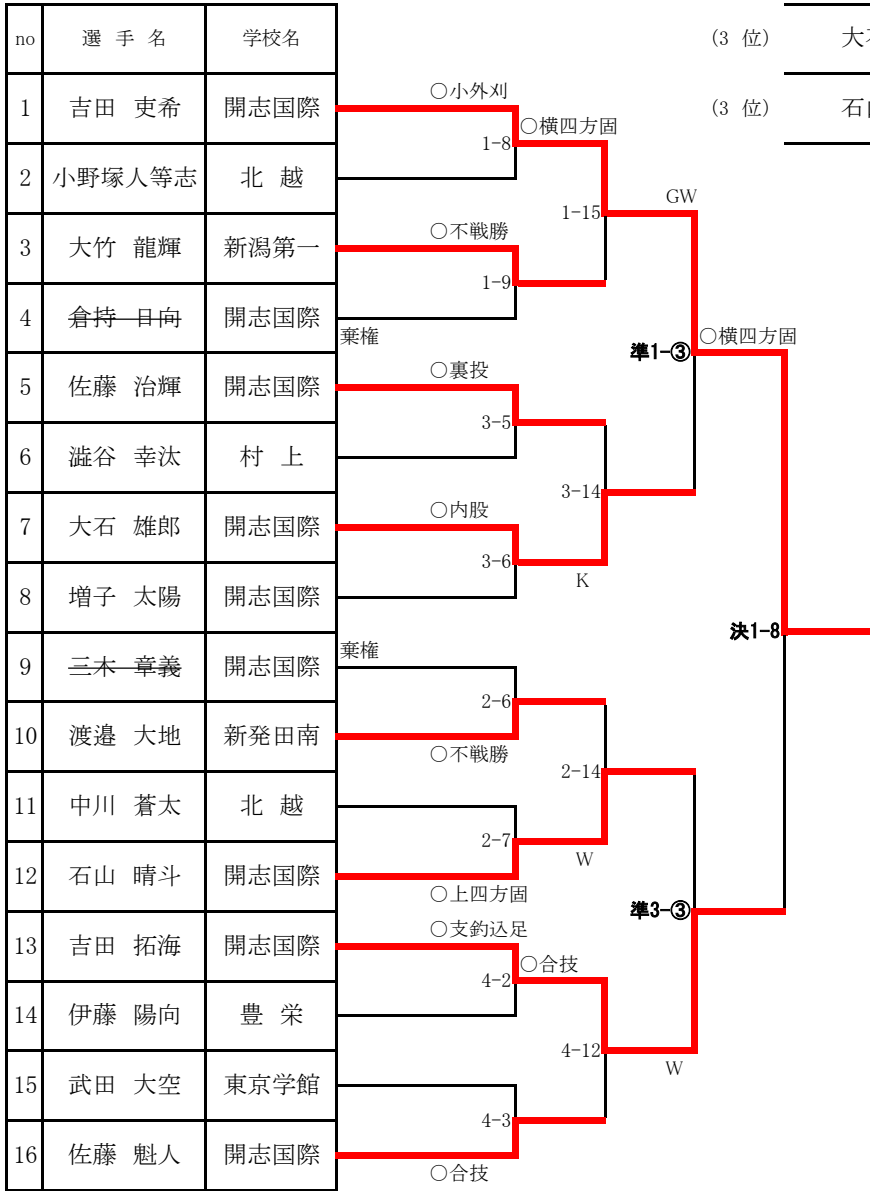 no 選手名 学校名 (3 位) 大
○小外刈
1 吉田 吏希 開志国際 (3 位) 石
○横四方固
1-8
2 小野塚人等志 北 越
GW
1-15
3 大竹 龍輝 新潟第一 ○不戦勝
1-9
4 倉持 日向 開志国際
棄権
○横四方固
準1-③
5 佐藤 治輝 開志国際 ○裏投
3-5
6 澁谷 幸汰 村 上
3-14
7 大石 雄郎 開志国際 ○内股
3-6
K
8 増子 太陽 開志国際
決1-8
棄権
9 三木 章義 開志国際
2-6
10 渡邉 大地 新発田南
○不戦勝
2-14
11 中川 蒼太 北 越
2-7
W
12 石山 晴斗 開志国際
○上四方固
準3-③
○支釣込足
13 吉田 拓海 開志国際
○合技
4-2
14 伊藤 陽向 豊 栄
4-12
W
15 武田 大空 東京学館
4-3
16 佐藤 魁人 開志国際
○合技